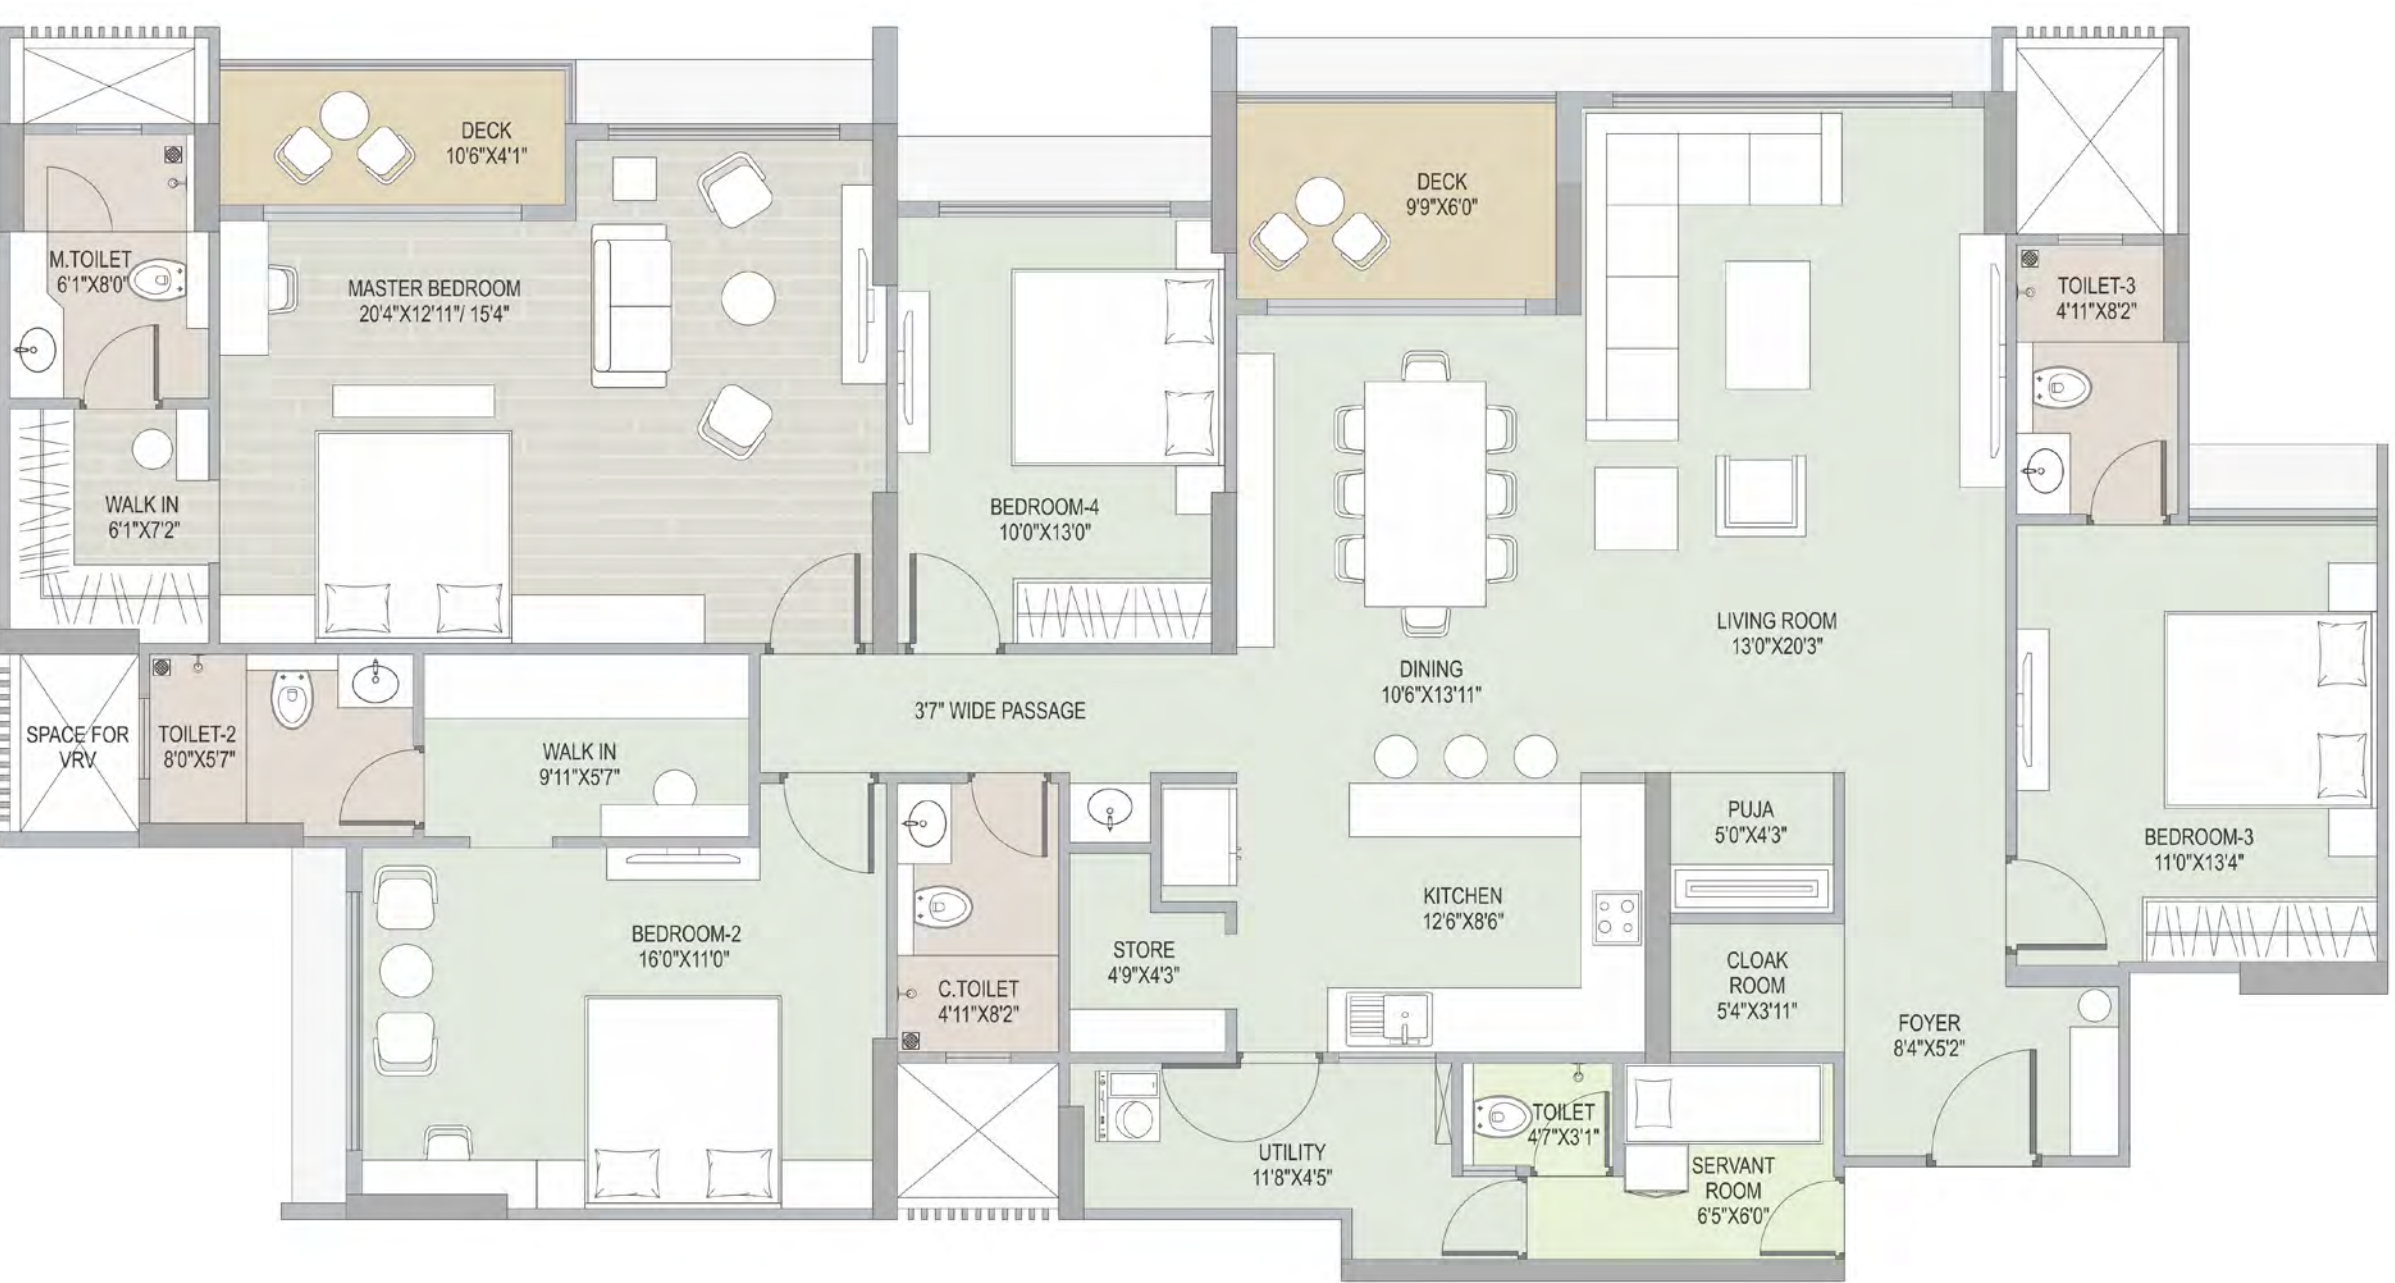 DECK
10'6"X4'1"
DECK
9'9"X6'0"
M.TOILET
6'1"X8'0"
MASTER BEDROOM
20'4"X12'11"/ 15'4"
TOILET-3
4'11"X8'2"
WALK IN
6'1"X7'2"
BEDROOM-4
10'0"X13'0"
LIVING ROOM
13'0"X20'3"
DINING
10'6"X13'11"
3'7" WIDE PASSAGE
SPACE FOR
VRV
TOILET-2
8'0"X5'7"
WALK IN
9'11"X5'7"
PUJA
5'0"X4'3"
BEDROOM-3
11'0"X13'4"
KITCHEN
12'6"X8'6"
BEDROOM-2
16'0"X11'0"
STORE
4'9"X4'3"
CLOAK
ROOM
5'4"X3'11"
C.TOILET
4'11"X8'2"
FOYER
8'4"X5'2"
TOILET
4'7"X3'1"
UTILITY
11'8"X4'5"
SERVANT
ROOM
6'5"X6'0"